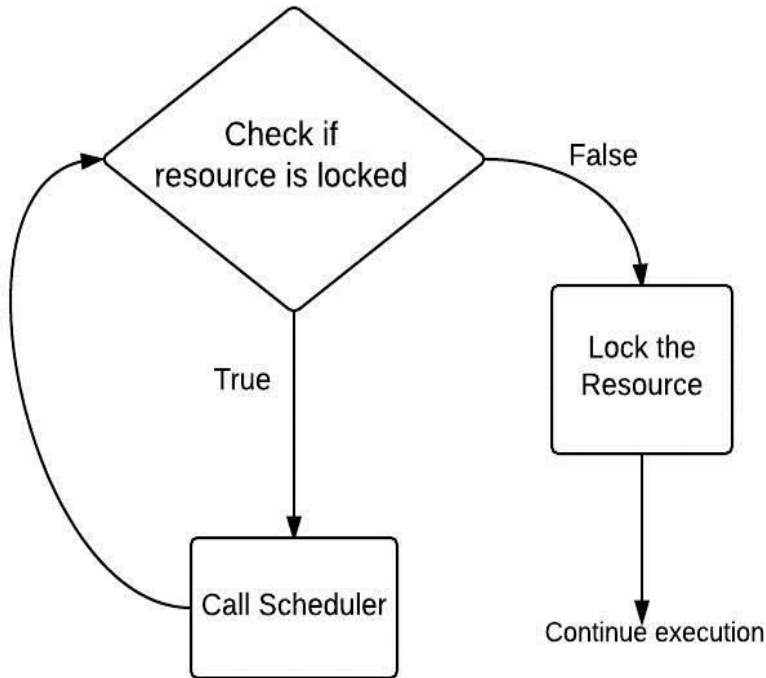 Check if
resource is locked
False
Lock the
Resource
True
Call Scheduler
Continue execution